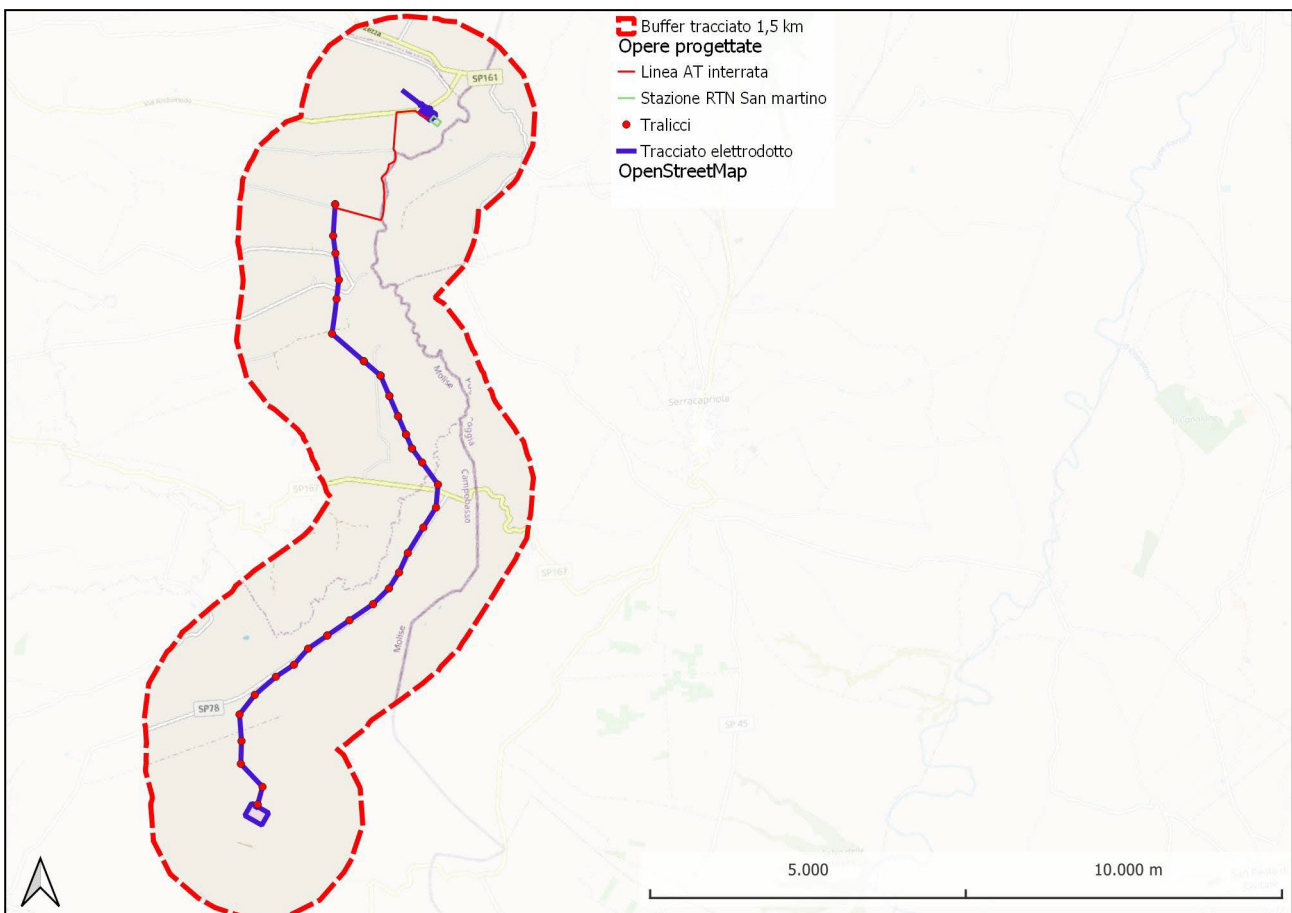 Buffer tracciato 1,5 km
Opere progettate
Linea AT interrata
Stazione RTN San martino
Tralicci
Tracciato elettrodotto
OpenStreetMap
SP161
Molise
Serracapriola
Foggia
Campobasso
SP167
SP167
Molise
SP78
SP 45
5.000
10.000 m